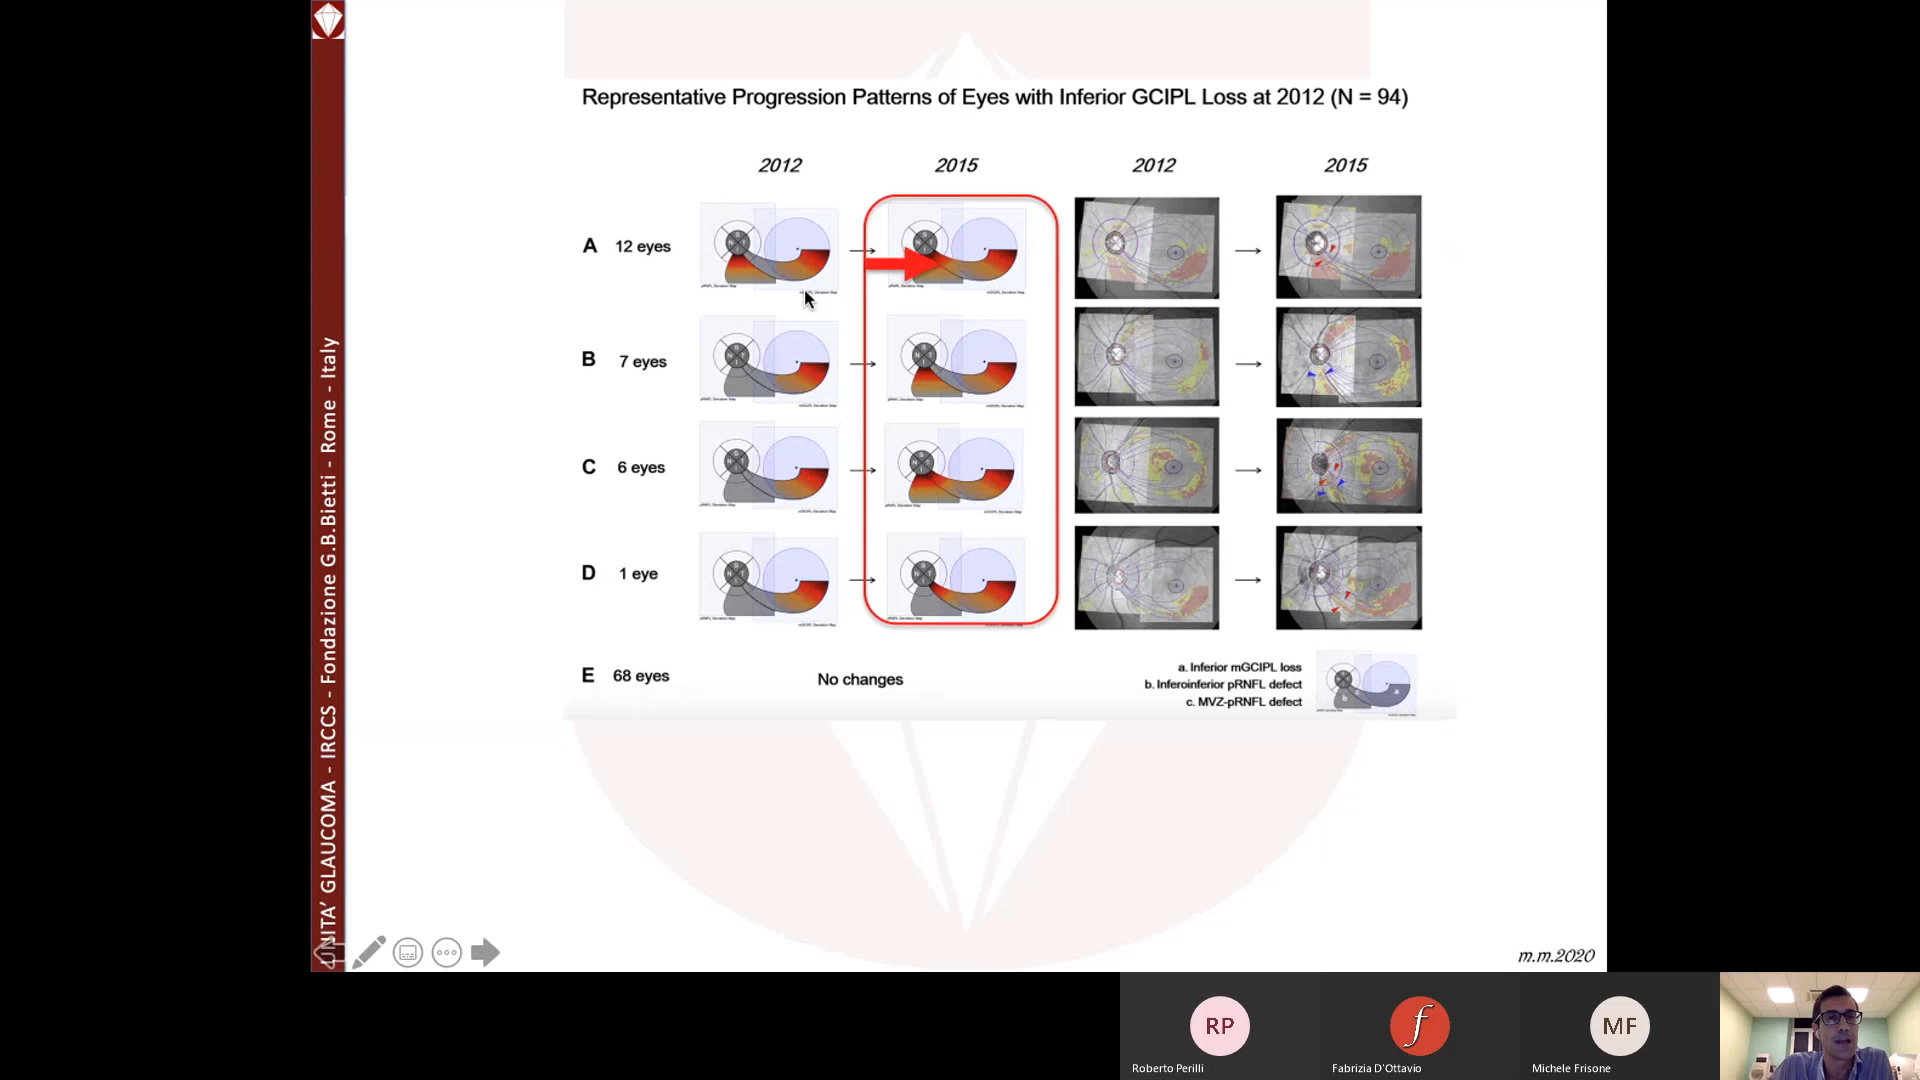 UNITA' GLAUCOMA - IRCCS - Fondazione G.B.Bietti - Rome - Italy
Representative Progression Patterns of Eyes with Inferior GCIPL Loss at 2012 (N = 94)
2012 2015 2012 2015
A 12 eyes
B 7 eyes
C 6 eyes
D 1 eye
E 68 eyes No changes
a. Inferior mGCIPL loss
b. Inferoinferior pRNFL defect
c. MVZ-pRNFL defect
m.m.2020
RP
f
MF
Roberto Perilli
Fabrizia D'Ottavio
Michele Frisone